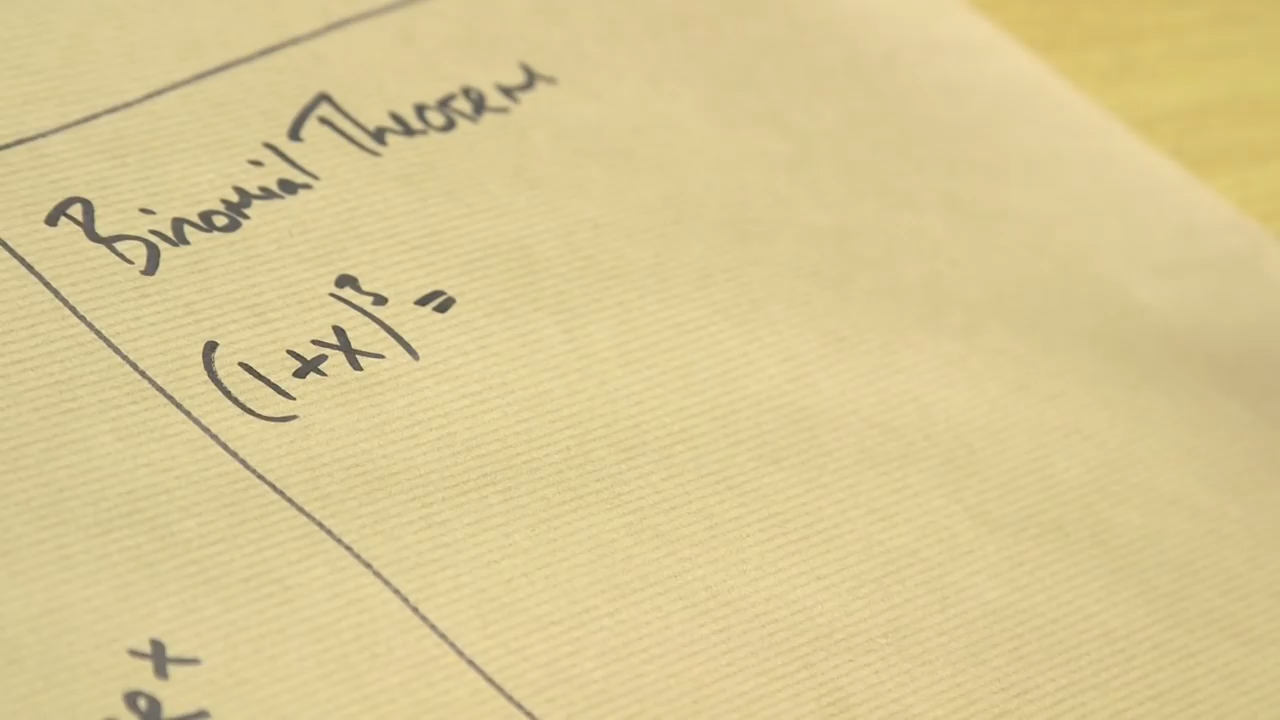 Binomial Theorem
(1+x)³ =
x